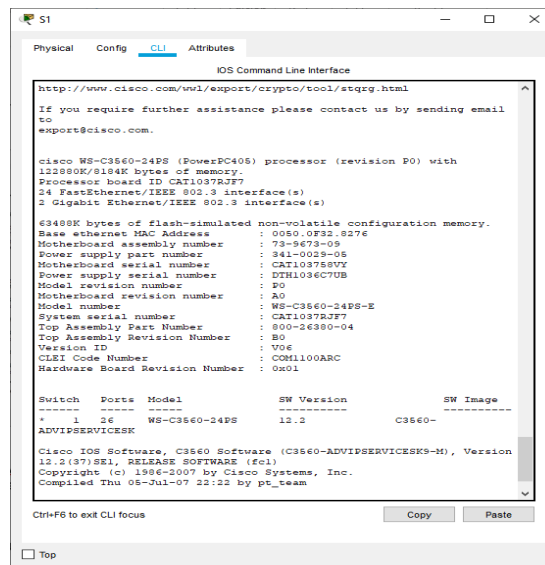 S1
Physical Config CLI Attributes
IOS Command Line Interface
http://www.cisco.com/wwl/export/crypto/tool/stqrg.html
If you require further assistance please contact us by sending email
to
export@cisco.com.
cisco WS-C3560-24PS (PowerPC405) processor (revision P0) with
122880K/8184K bytes of memory.
Processor board ID CAT1037RJF7
24 FastEthernet/IEEE 802.3 interface(s)
2 Gigabit Ethernet/IEEE 802.3 interface(s)
63488K bytes of flash-simulated non-volatile configuration memory.
Base ethernet MAC Address : 0050.0F32.8276
Motherboard assembly number : 73-9673-09
Power supply part number : 341-0029-05
Motherboard serial number : CAT103758VY
Power supply serial number : DTH1036C7UB
Model revision number : P0
Motherboard revision number : A0
Model number : WS-C3560-24PS-E
System serial number : CAT1037RJF7
Top Assembly Part Number : 800-26380-04
Top Assembly Revision Number : B0
Version ID : V06
CLEI Code Number : COM1100ARC
Hardware Board Revision Number : 0x01
Switch Ports Model SW Version SW Image
------ ----- ----- ---------- ----------
* 1 26 WS-C3560-24PS 12.2 C3560-
ADVIPSERVICESK
Cisco IOS Software, C3560 Software (C3560-ADVIPSERVICESK9-M), Version
12.2(37)SE1, RELEASE SOFTWARE (fc1)
Copyright (c) 1986-2007 by Cisco Systems, Inc.
Compiled Thu 05-Jul-07 22:22 by pt_team
Ctrl+F6 to exit CLI focus Copy Paste
Top